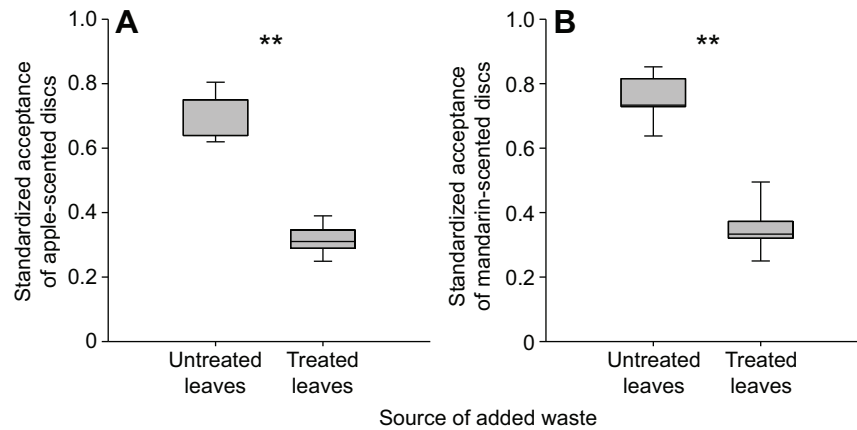 A
**
Standardized acceptance
of apple-scented discs
1.0
0.8
0.6
0.4
0.2
0
Untreated
leaves
Treated
leaves
B
**
Standardized acceptance
of mandarin-scented discs
1.0
0.8
0.6
0.4
0.2
0
Untreated
leaves
Treated
leaves
Source of added waste